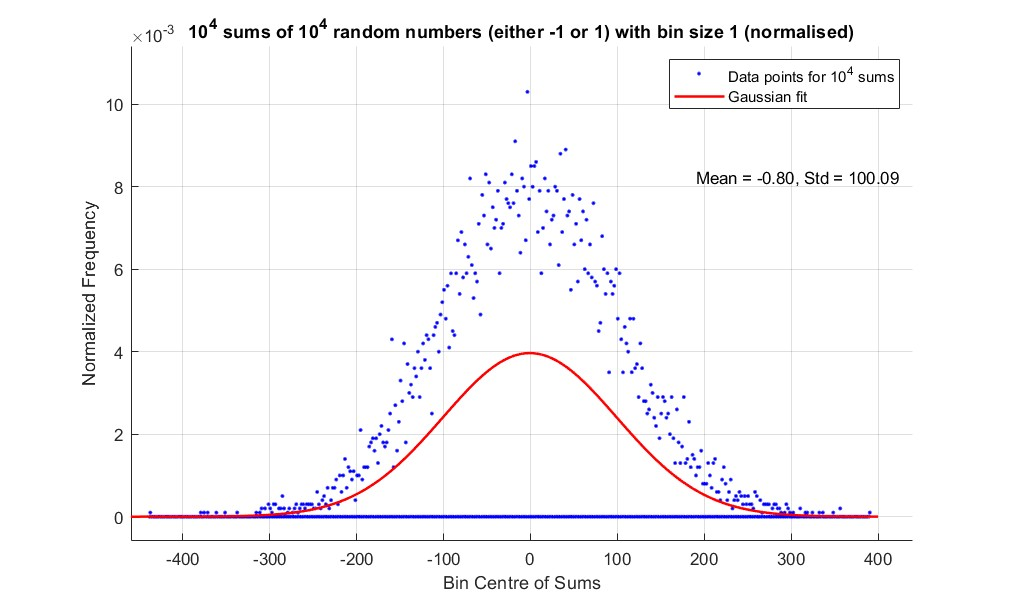 ×10⁻³ 10⁴ sums of 10⁴ random numbers (either -1 or 1) with bin size 1 (normalised)
Data points for 10⁴ sums
Gaussian fit
Mean = -0.80, Std = 100.09
Normalized Frequency
10
8
6
4
2
0
-400 -300 -200 -100 0 100 200 300 400
Bin Centre of Sums